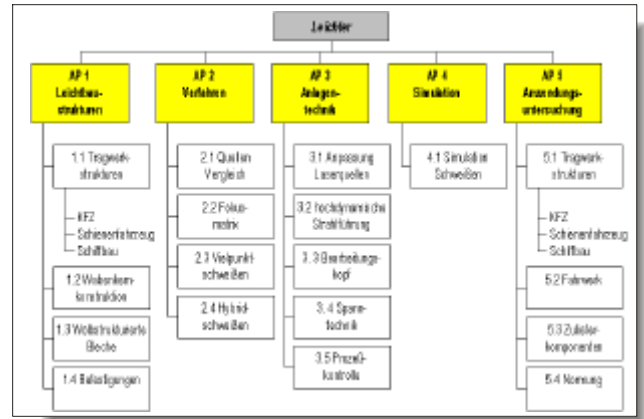 Leichter
AP 1
Leichtbau-
strukturen
AP 2
Verfahren
AP 3
Anlagen-
technik
AP 4
Simulation
AP 5
Anwendungs-
untersuchung
1.1 Tragwerk-
strukturen
KFZ
Schienenfahrzeug
Schiffbau
1.2 Wabenkern-
konstruktion
1.3 Wölbstrukturierte
Bleche
1.4 Befestigungen
2.1 Quellen
Vergleich
2.2 Fokus-
matrix
2.3 Vielpunkt-
schweißen
2.4 Hybrid-
schweißen
3.1 Anpassung
Laserquellen
3.2 hochdynamische
Strahlführung
3.3 Bearbeitungs-
kopf
3.4 Spann-
technik
3.5 Prozeß-
kontrolle
4.1 Simulation
Schweißen
5.1 Tragwerk-
strukturen
KFZ
Schienenfahrzeug
Schiffbau
5.2 Fahrwerk
5.3 Zuliefer-
komponenten
5.4 Normung